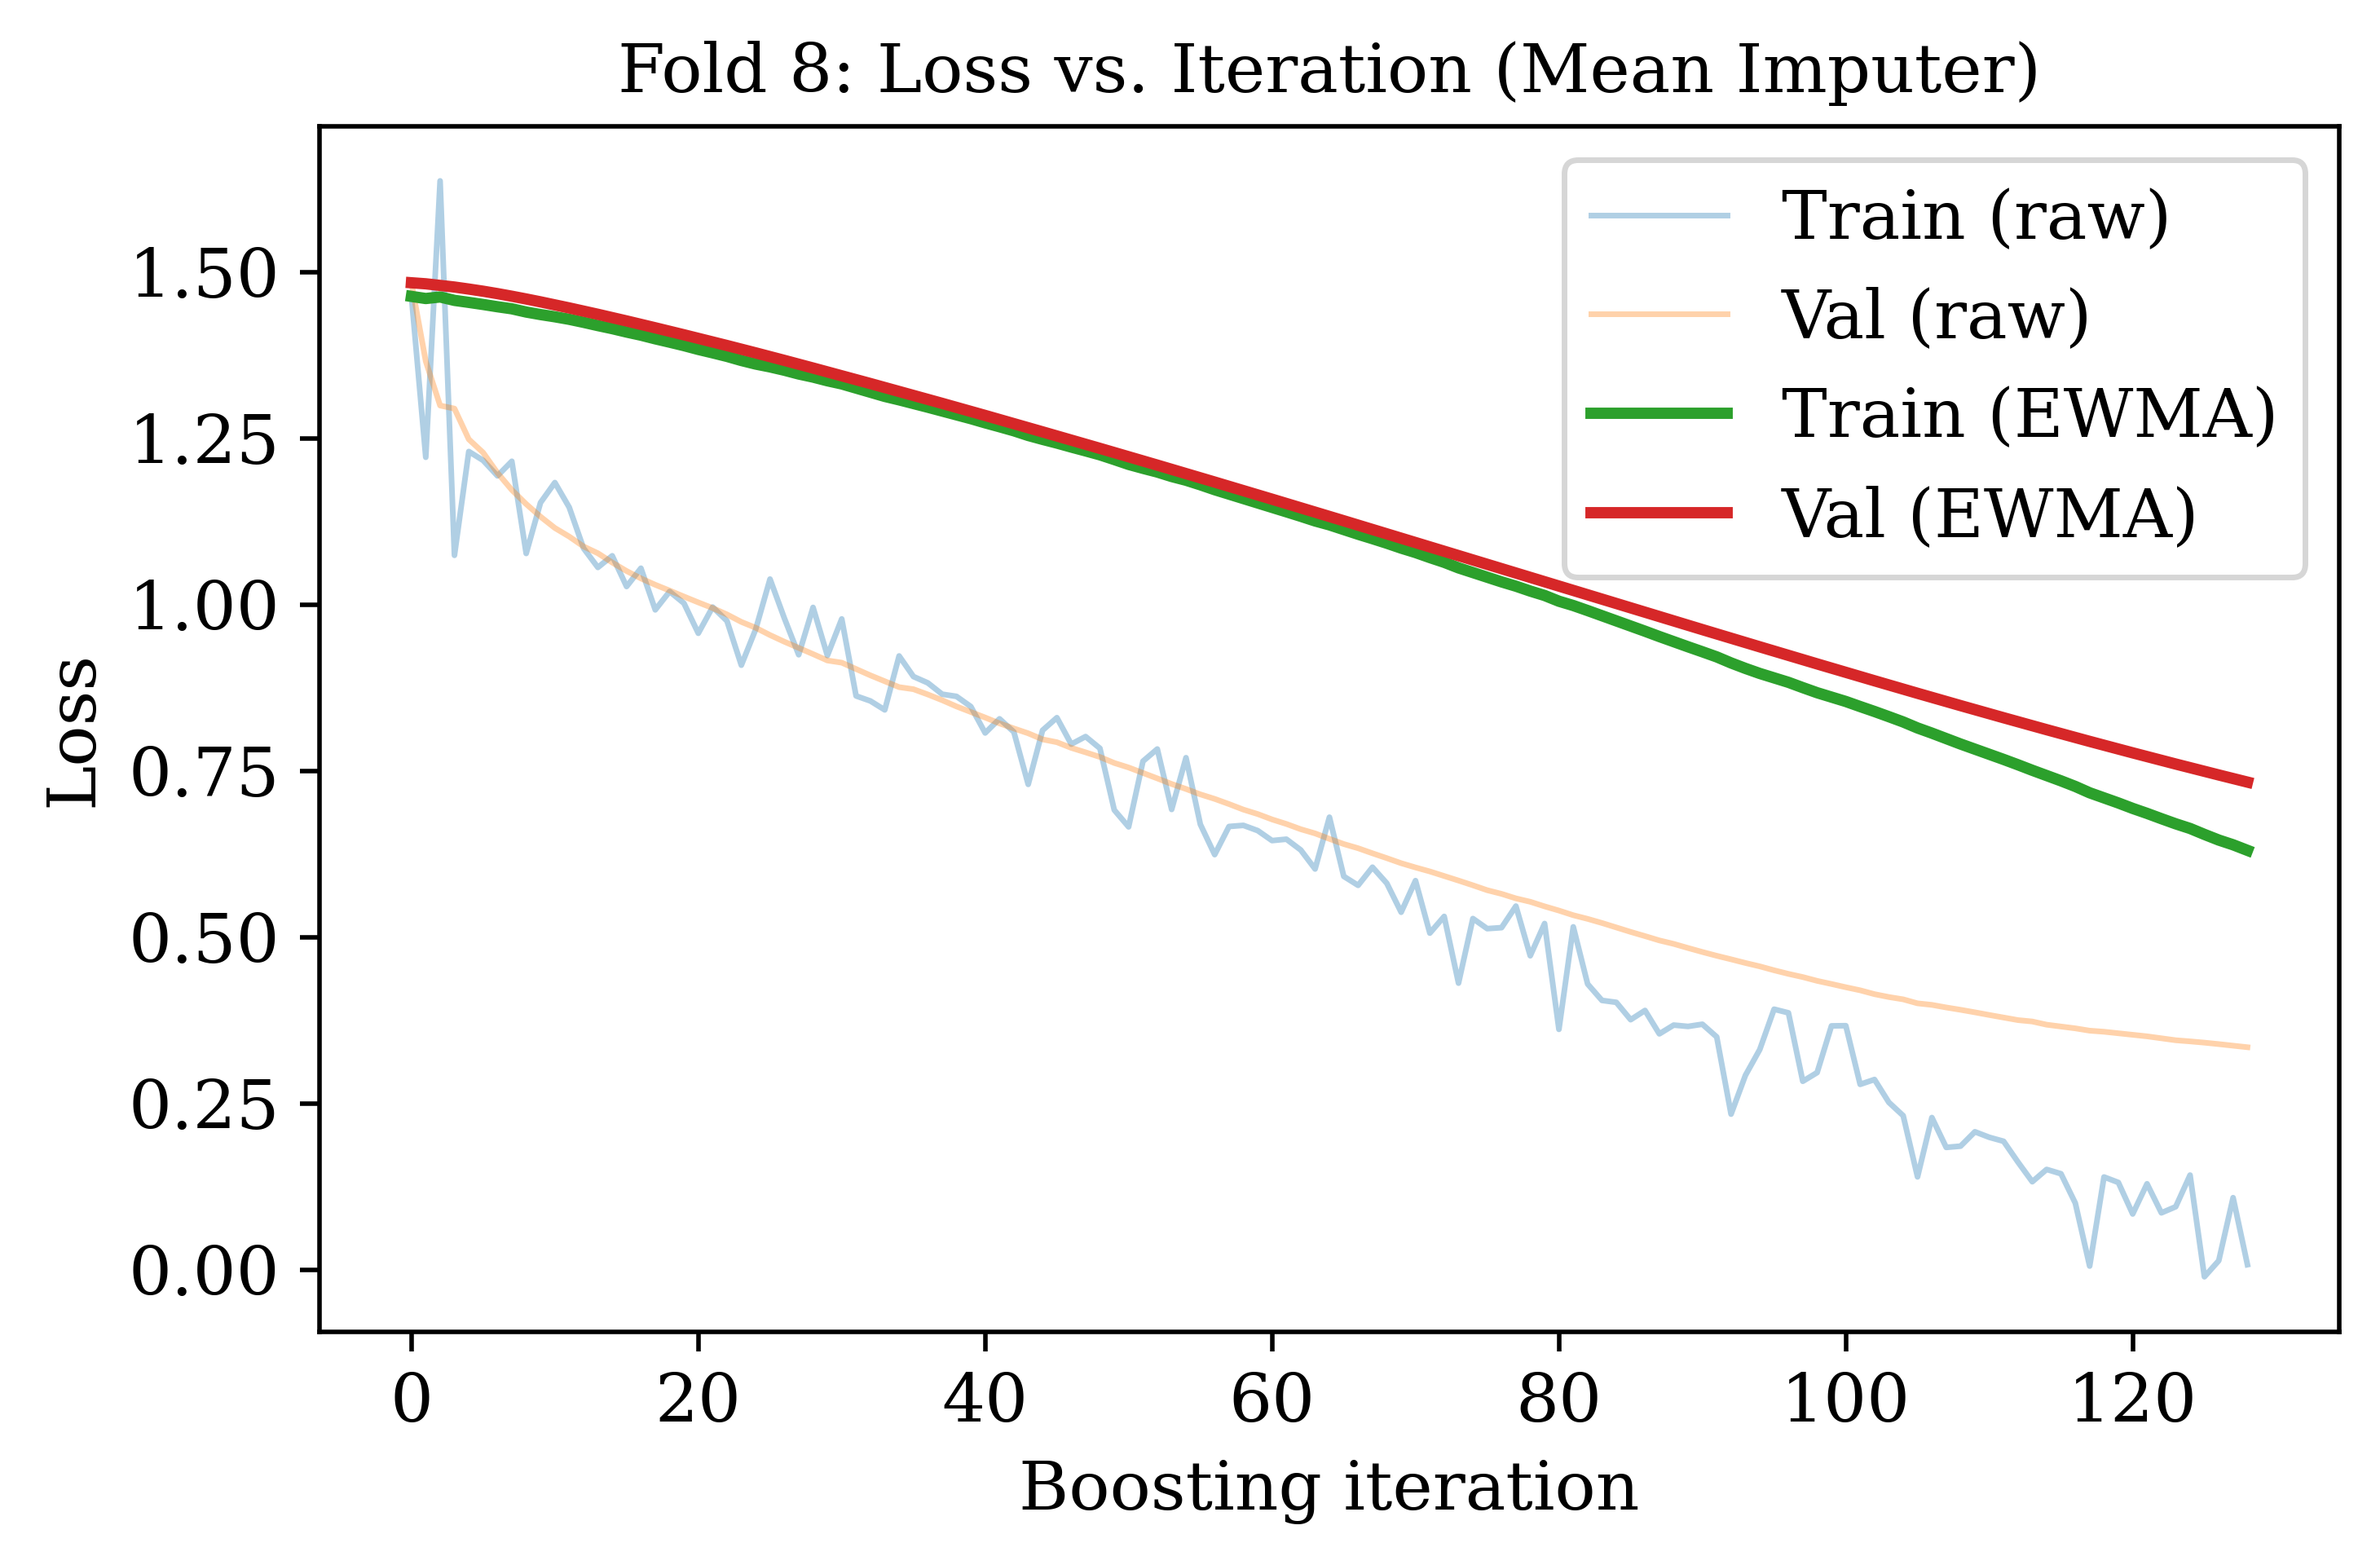 Fold 8: Loss vs. Iteration (Mean Imputer)
Train (raw)
Val (raw)
Train (EWMA)
Val (EWMA)
Loss
1.50
1.25
1.00
0.75
0.50
0.25
0.00
0 20 40 60 80 100 120
Boosting iteration